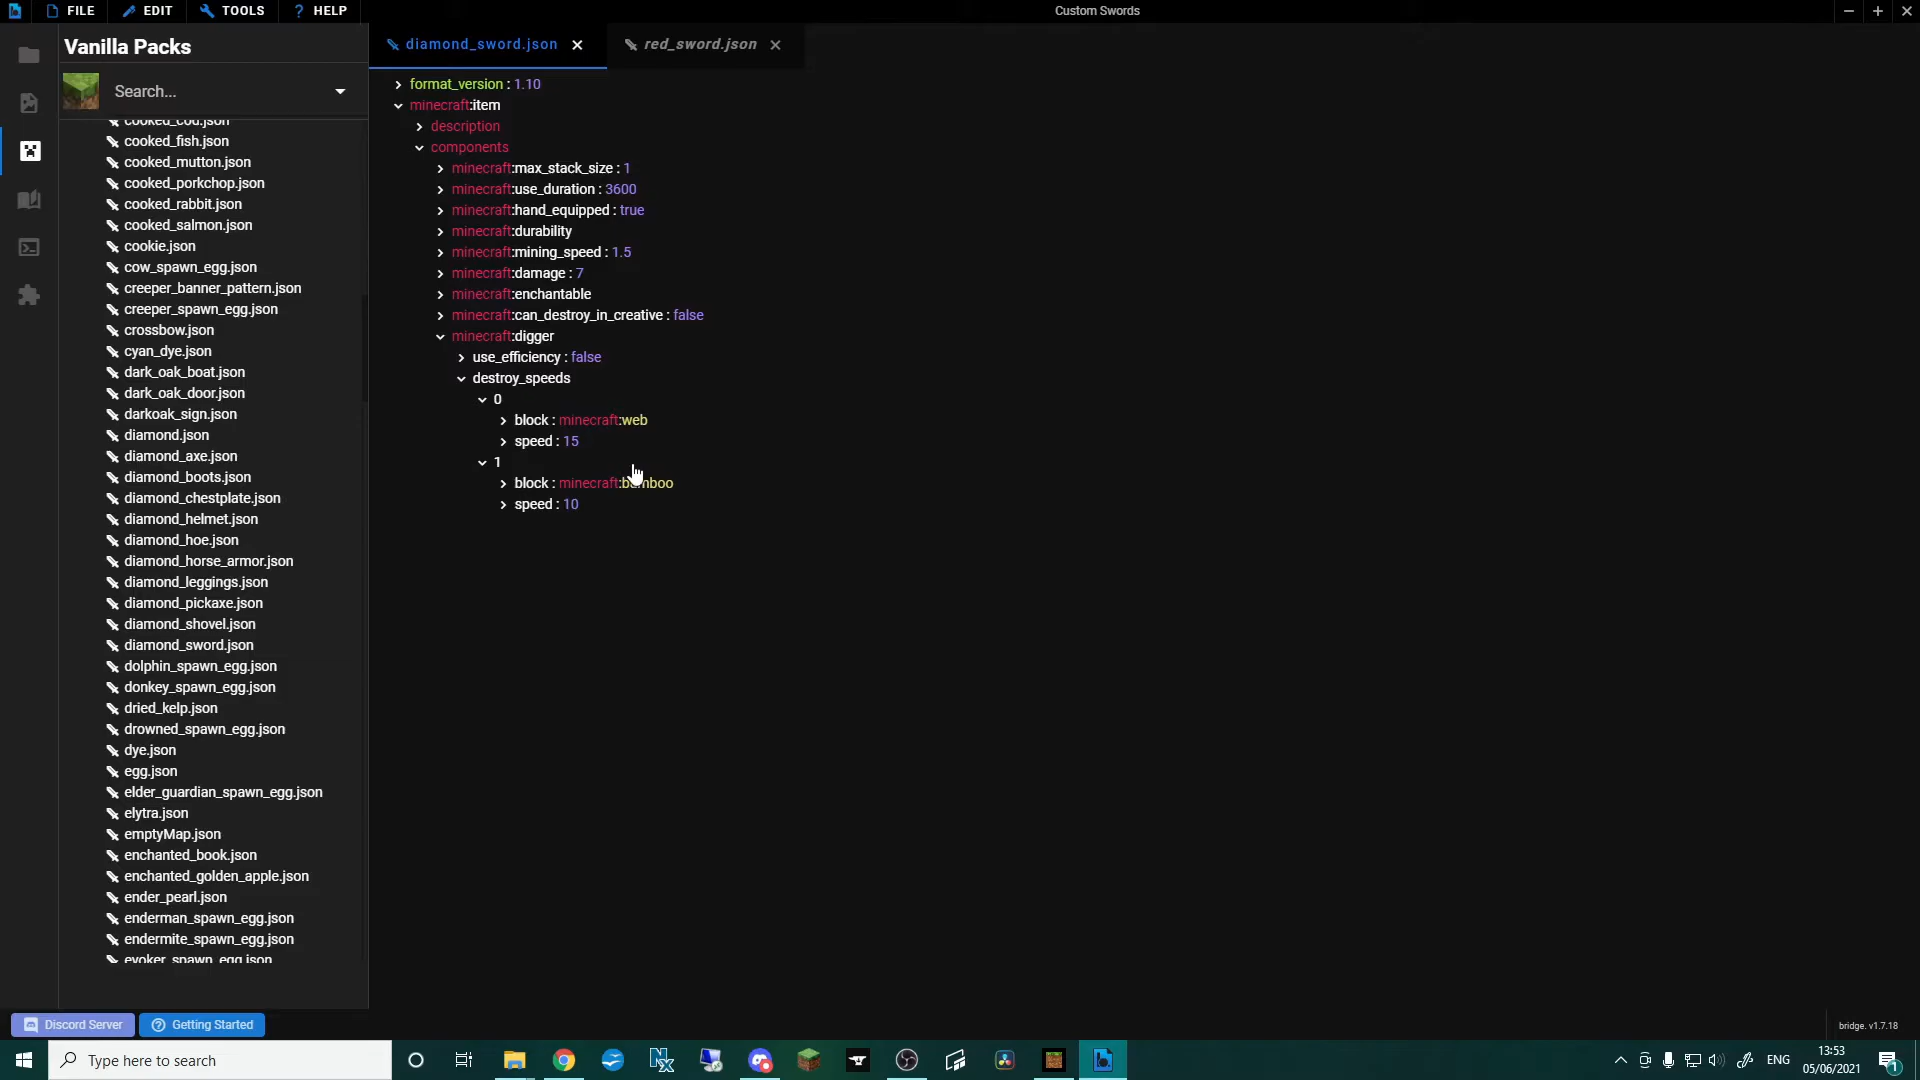 FILE EDIT TOOLS HELP Custom Swords
Vanilla Packs
diamond_sword.json red_sword.json
Search...
cooked_cod.json
cooked_fish.json
cooked_mutton.json
cooked_porkchop.json
cooked_rabbit.json
cooked_salmon.json
cookie.json
cow_spawn_egg.json
creeper_banner_pattern.json
creeper_spawn_egg.json
crossbow.json
cyan_dye.json
dark_oak_boat.json
dark_oak_door.json
darkoak_sign.json
diamond.json
diamond_axe.json
diamond_boots.json
diamond_chestplate.json
diamond_helmet.json
diamond_hoe.json
diamond_horse_armor.json
diamond_leggings.json
diamond_pickaxe.json
diamond_shovel.json
diamond_sword.json
dolphin_spawn_egg.json
donkey_spawn_egg.json
dried_kelp.json
drowned_spawn_egg.json
dye.json
egg.json
elder_guardian_spawn_egg.json
elytra.json
emptyMap.json
enchanted_book.json
enchanted_golden_apple.json
ender_pearl.json
enderman_spawn_egg.json
endermite_spawn_egg.json
evoker_spawn_egg.json
format_version : 1.10
minecraft:item
description
components
minecraft:max_stack_size : 1
minecraft:use_duration : 3600
minecraft:hand_equipped : true
minecraft:durability
minecraft:mining_speed : 1.5
minecraft:damage : 7
minecraft:enchantable
minecraft:can_destroy_in_creative : false
minecraft:digger
use_efficiency : false
destroy_speeds
0
block : minecraft:web
speed : 15
1
block : minecraft:bamboo
speed : 10
Discord Server Getting Started
bridge. v1.7.18
Type here to search
ENG
13:53
05/06/2021
1